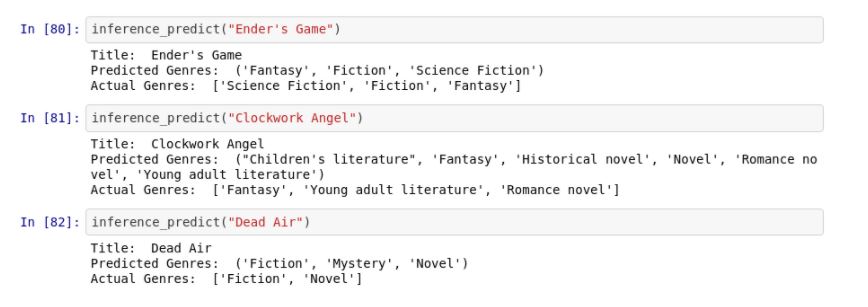 In [80]: inference_predict("Ender's Game")
Title:  Ender's Game
Predicted Genres:  ('Fantasy', 'Fiction', 'Science Fiction')
Actual Genres:  ['Science Fiction', 'Fiction', 'Fantasy']
In [81]: inference_predict("Clockwork Angel")
Title:  Clockwork Angel
Predicted Genres:  ("Children's literature", 'Fantasy', 'Historical novel', 'Novel', 'Romance no
vel', 'Young adult literature')
Actual Genres:  ['Fantasy', 'Young adult literature', 'Romance novel']
In [82]: inference_predict("Dead Air")
Title:  Dead Air
Predicted Genres:  ('Fiction', 'Mystery', 'Novel')
Actual Genres:  ['Fiction', 'Novel']